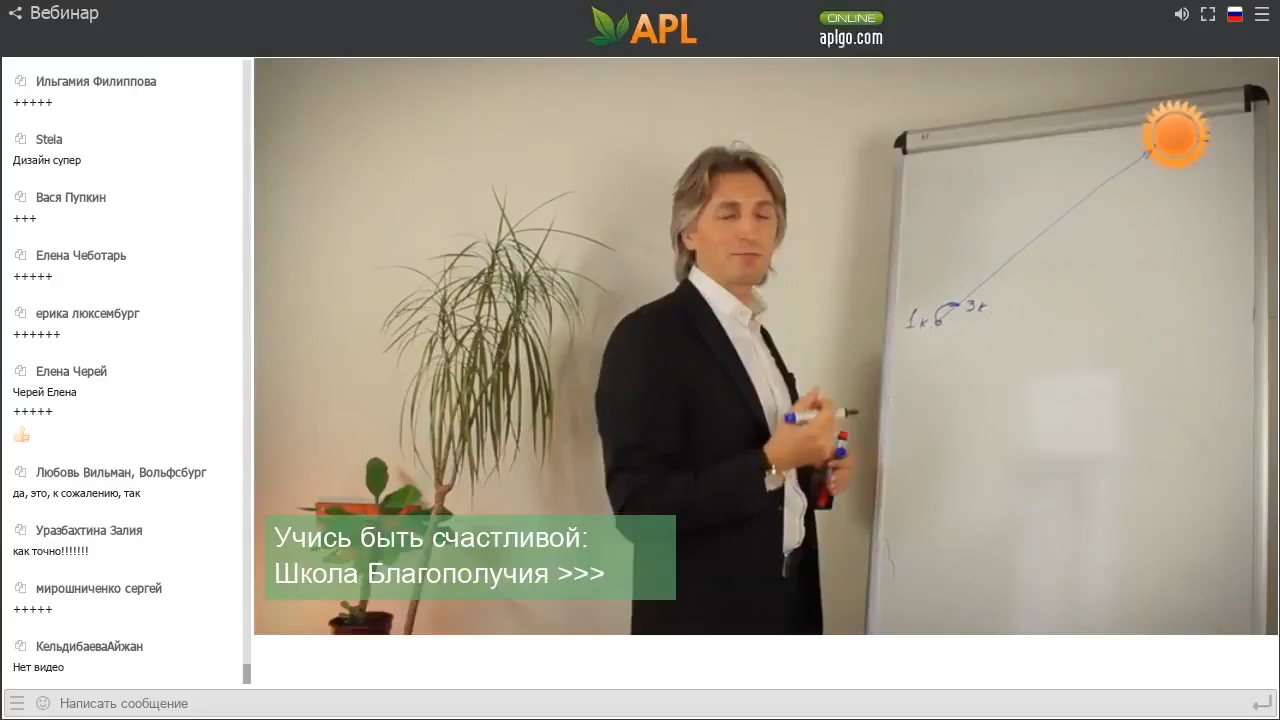 Вебинар
APL
ONLINE
aplgo.com
Ильгамия Филиппова
+++++
Stela
Дизайн супер
Вася Пупкин
+++
Елена Чеботарь
+++++
ерика люксембург
++++++
Елена Черей
Черей Елена
+++++
Любовь Вильман, Вольфсбург
да, это, к сожалению, так
Уразбахтина Залия
как точно!!!!!!!
мирошниченко сергей
+++++
КельдибаеваАйжан
Нет видео
1к 3к
Учись быть счастливой:
Школа Благополучия >>>
Написать сообщение